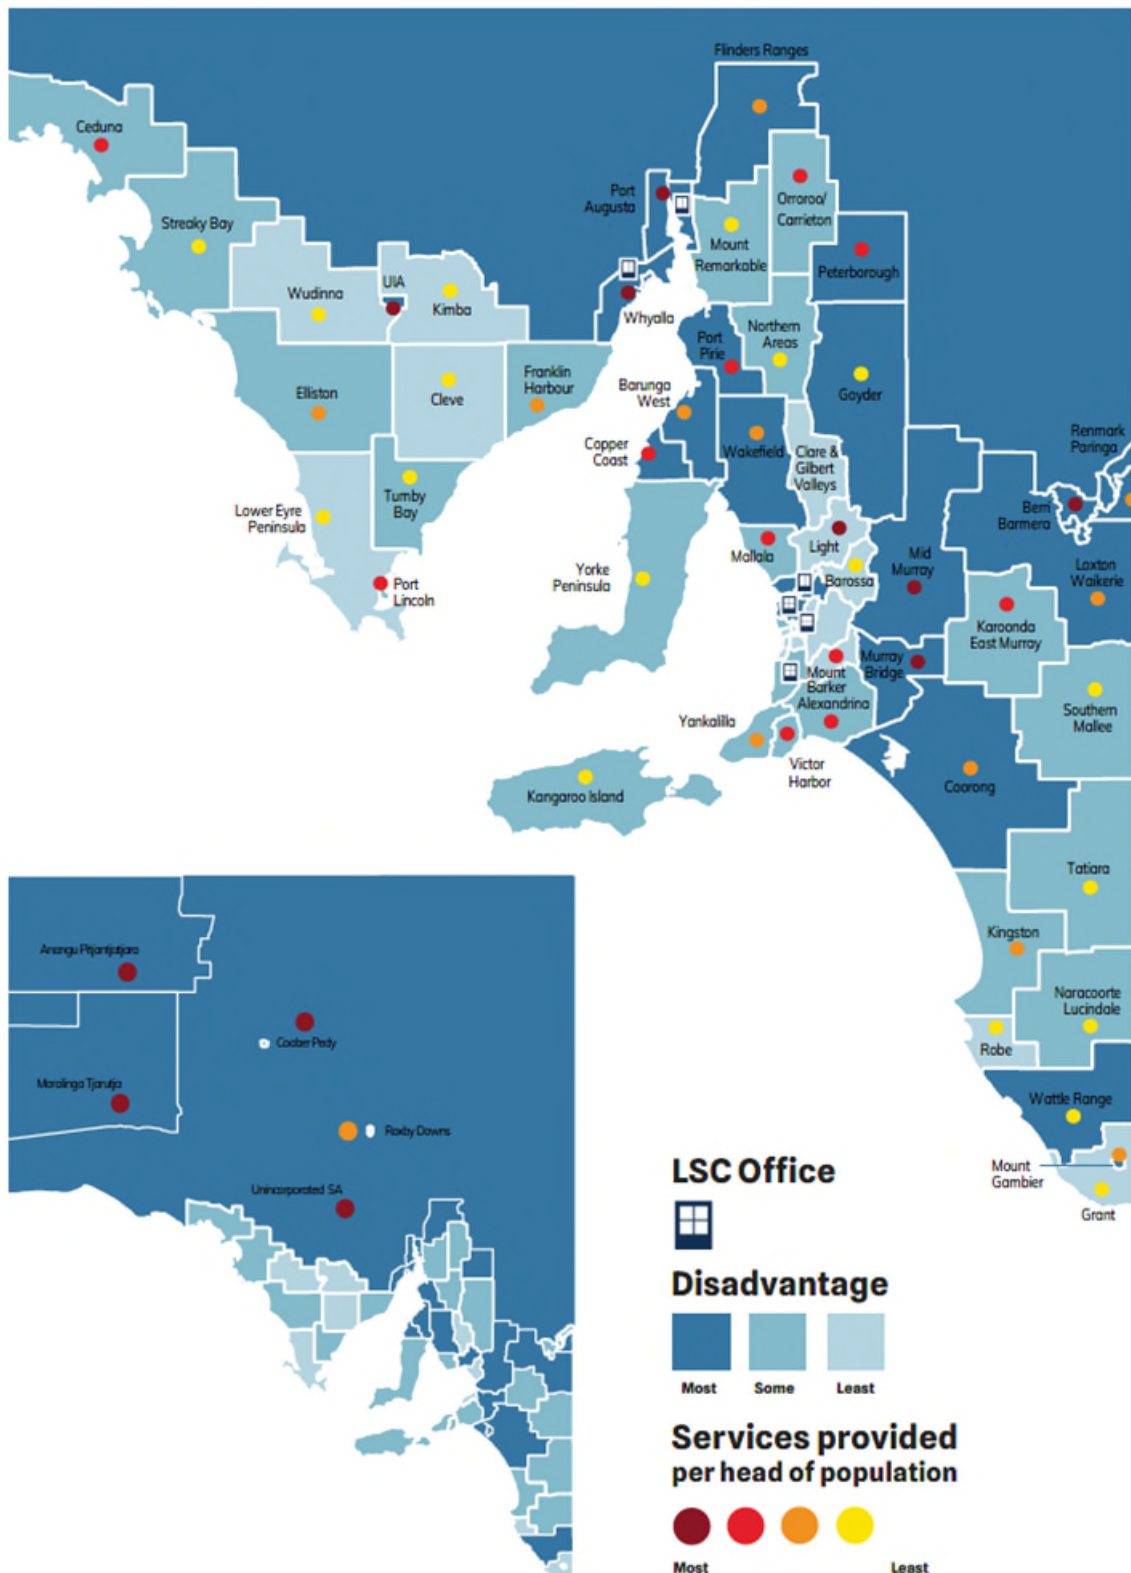 Flinders Ranges
Ceduna
Port
Augusta
Orroroo/
Carrieton
Streaky Bay
Mount
Remarkable
Peterborough
UIA
Wudinna
Kimba
Whyalla
Northern
Areas
Port
Pirie
Franklin
Harbour
Barunga
West
Elliston
Cleve
Goyder
Renmark
Paringa
Copper
Coast
Wakefield
Clare &
Gilbert
Valleys
Tumby
Bay
Lower Eyre
Peninsula
Berri
Barmera
Mallala
Light
Mid
Murray
Loxton
Waikerie
Yorke
Peninsula
Barossa
Port
Lincoln
Karoonda
East Murray
Murray
Bridge
Mount
Barker
Alexandrina
Southern
Mallee
Yankalilla
Victor
Harbor
Coorong
Kangaroo Island
Tatiara
Kingston
Naracoorte
Lucindale
Robe
Wattle Range
Mount
Gambier
Grant
Anangu Pitjantjatjara
Coober Pedy
Maralinga Tjarutja
Roxby Downs
Unincorporated SA
LSC Office
Disadvantage
Most Some Least
Services provided
per head of population
Most Least